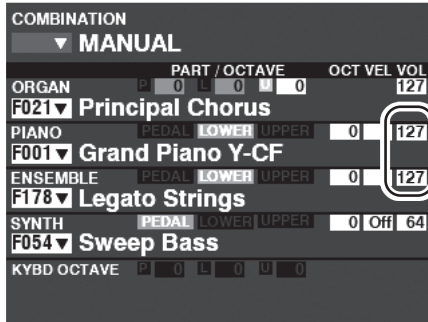 COMBINATION
▼ MANUAL
PART / OCTAVE OCT VEL VOL
ORGAN P 0 L 0 U 0 127
F021▼ Principal Chorus
PIANO PEDAL LOWER UPPER 0 127
F001▼ Grand Piano Y-CF
ENSEMBLE PEDAL LOWER UPPER 0 127
F178▼ Legato Strings
SYNTH PEDAL LOWER UPPER 0 Off 64
F054▼ Sweep Bass
KYBD OCTAVE P 0 L 0 U 0